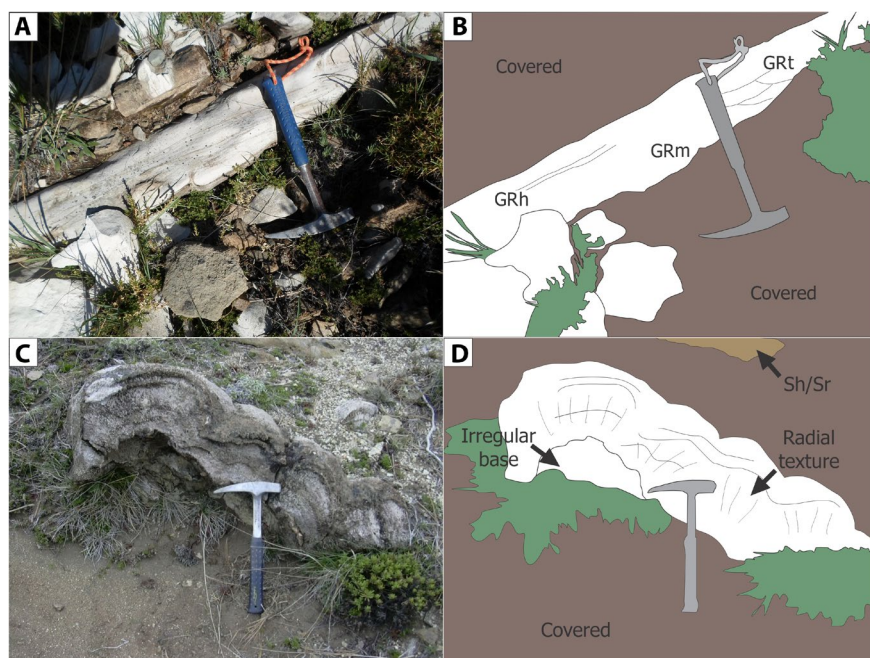 A
B
Covered
GRt
GRm
GRh
Covered
C
D
Sh/Sr
Irregular
base
Radial
texture
Covered